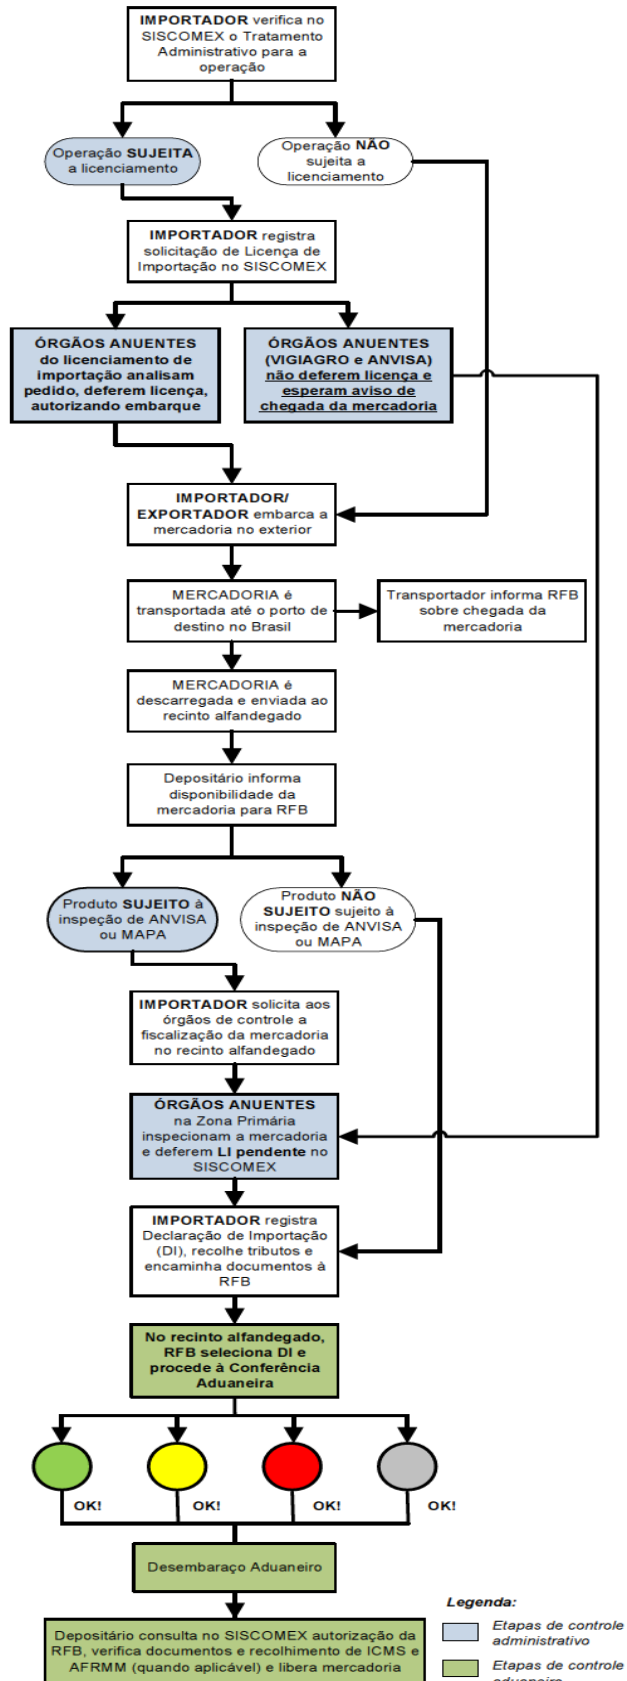 IMPORTADOR verifica no
SISCOMEX o Tratamento
Administrativo para a
operação
Operação SUJEITA
a licenciamento
Operação NÃO
sujeita a
licenciamento
IMPORTADOR registra
solicitação de Licença de
Importação no SISCOMEX
ÓRGÃOS ANUENTES
do licenciamento de
importação analisam
pedido, deferem licença,
autorizando embarque
ÓRGÃOS ANUENTES
(VIGIAGRO e ANVISA)
não deferem licença e
esperam aviso de
chegada da mercadoria
IMPORTADOR/
EXPORTADOR embarca a
mercadoria no exterior
MERCADORIA é
transportada até o porto de
destino no Brasil
Transportador informa RFB
sobre chegada da
mercadoria
MERCADORIA é
descarregada e enviada ao
recinto alfandegado
Depositário informa
disponibilidade da
mercadoria para RFB
Produto SUJEITO à
inspeção de ANVISA
ou MAPA
Produto NÃO
SUJEITO sujeito à
inspeção de ANVISA
ou MAPA
IMPORTADOR solicita aos
órgãos de controle a
fiscalização da mercadoria
no recinto alfandegado
ÓRGÃOS ANUENTES
na Zona Primária
inspecionam a mercadoria
e deferem LI pendente no
SISCOMEX
IMPORTADOR registra
Declaração de Importação
(DI), recolhe tributos e
encaminha documentos à
RFB
No recinto alfandegado,
RFB seleciona DI e
procede à Conferência
Aduaneira
OK!
OK!
OK!
OK!
Desembaraço Aduaneiro
Depositário consulta no SISCOMEX autorização da
RFB, verifica documentos e recolhimento de ICMS e
AFRMM (quando aplicável) e libera mercadoria
Legenda:
Etapas de controle
administrativo
Etapas de controle
aduaneiro